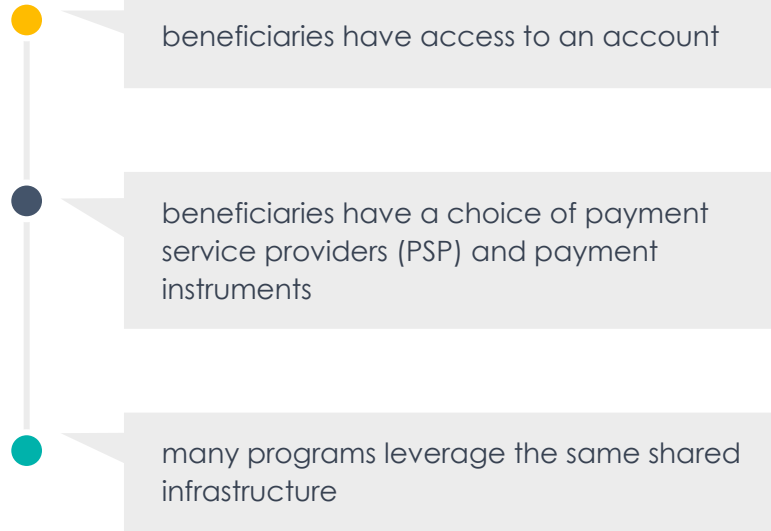 beneficiaries have access to an account
beneficiaries have a choice of payment
service providers (PSP) and payment
instruments
many programs leverage the same shared
infrastructure